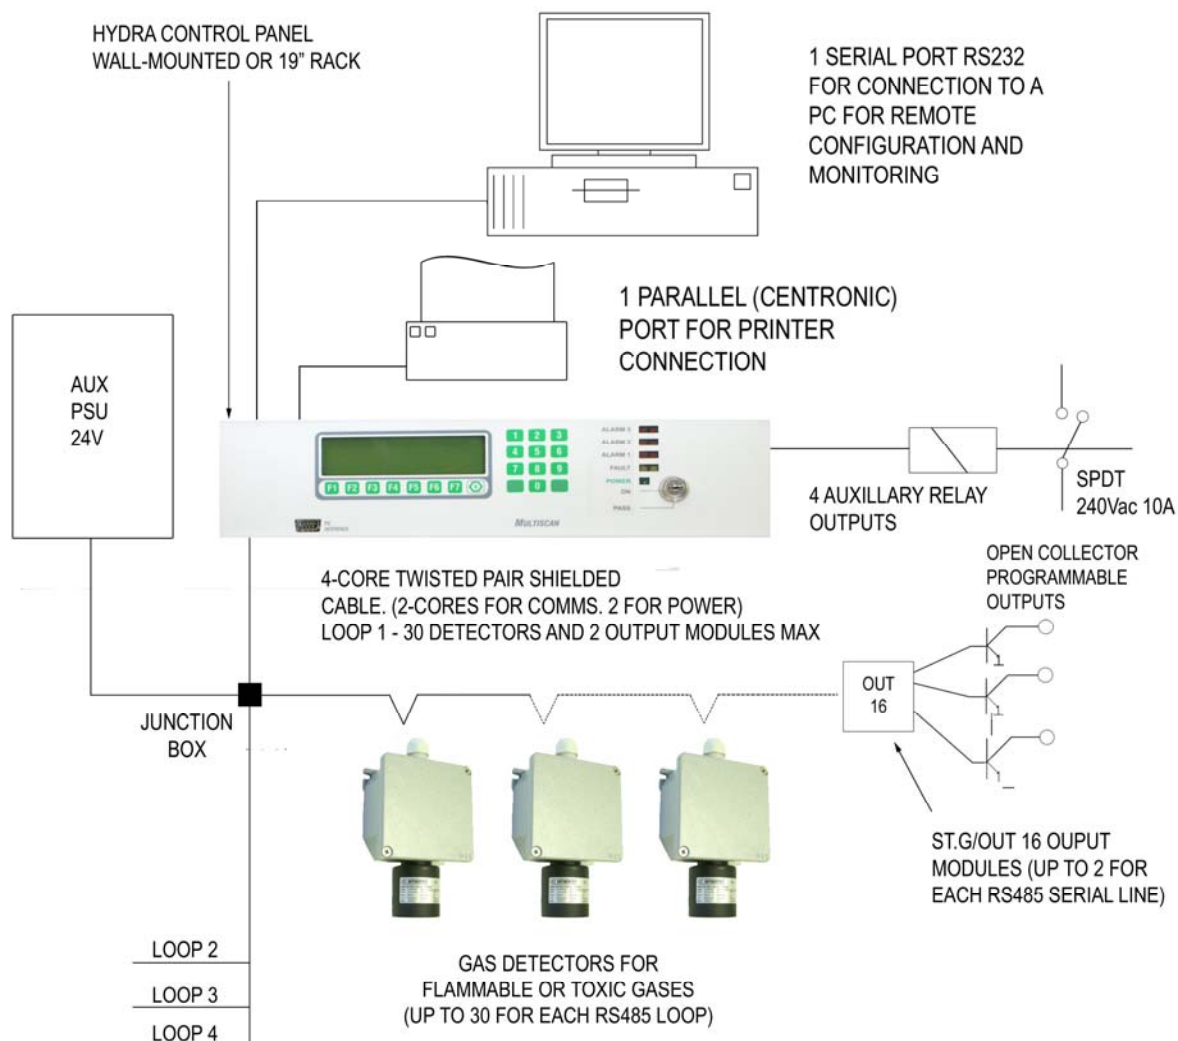 HYDRA CONTROL PANEL
WALL-MOUNTED OR 19” RACK
1 SERIAL PORT RS232
FOR CONNECTION TO A
PC FOR REMOTE
CONFIGURATION AND
MONITORING
1 PARALLEL (CENTRONIC)
PORT FOR PRINTER
CONNECTION
AUX
PSU
24V
ALARM 3
ALARM 2
ALARM 1
FAULT
POWER
ON
PASS
1 2 3
4 5 6
7 8 9
0
F1 F2 F3 F4 F5 F6 F7
PC
INTERFACE
MULTISCAN
4 AUXILLARY RELAY
OUTPUTS
SPDT
240Vac 10A
OPEN COLLECTOR
PROGRAMMABLE
OUTPUTS
4-CORE TWISTED PAIR SHIELDED
CABLE. (2-CORES FOR COMMS. 2 FOR POWER)
LOOP 1 - 30 DETECTORS AND 2 OUTPUT MODULES MAX
OUT
16
JUNCTION
BOX
ST.G/OUT 16 OUPUT
MODULES (UP TO 2 FOR
EACH RS485 SERIAL LINE)
GAS DETECTORS FOR
FLAMMABLE OR TOXIC GASES
(UP TO 30 FOR EACH RS485 LOOP)
LOOP 2
LOOP 3
LOOP 4